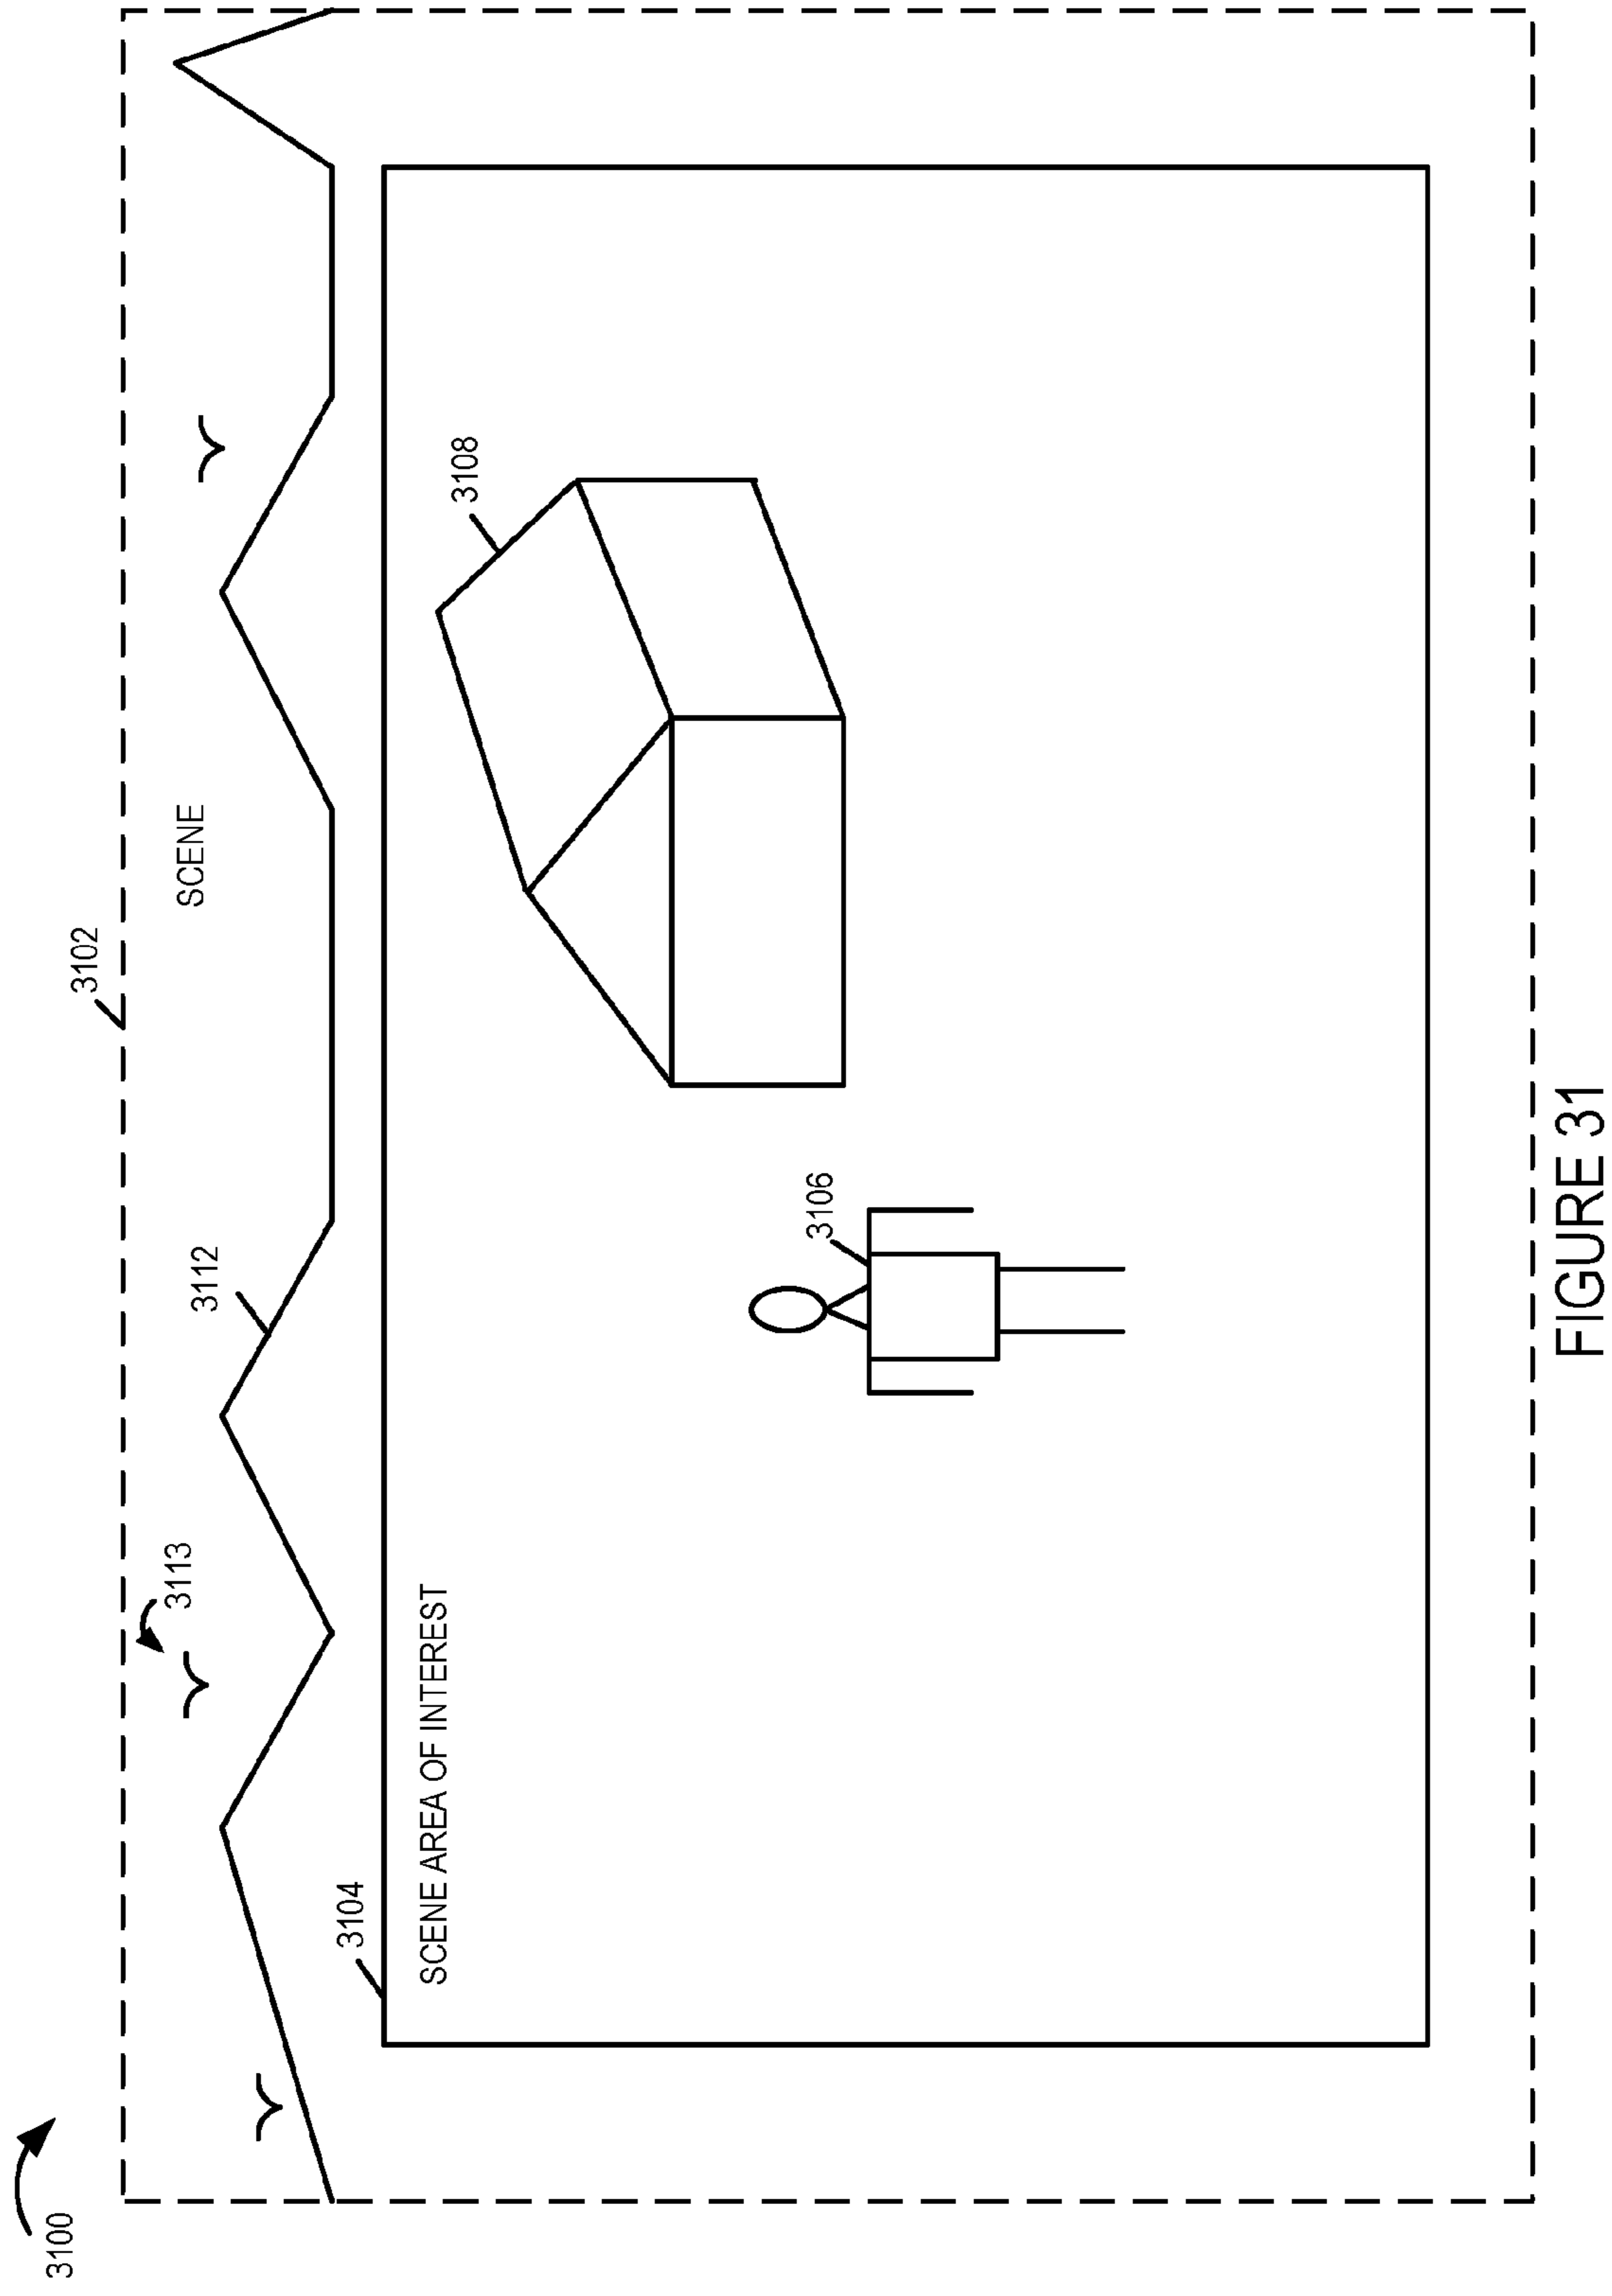 3100
3102
SCENE
3113
3112
3104
SCENE AREA OF INTEREST
3108
3106
FIGURE 31